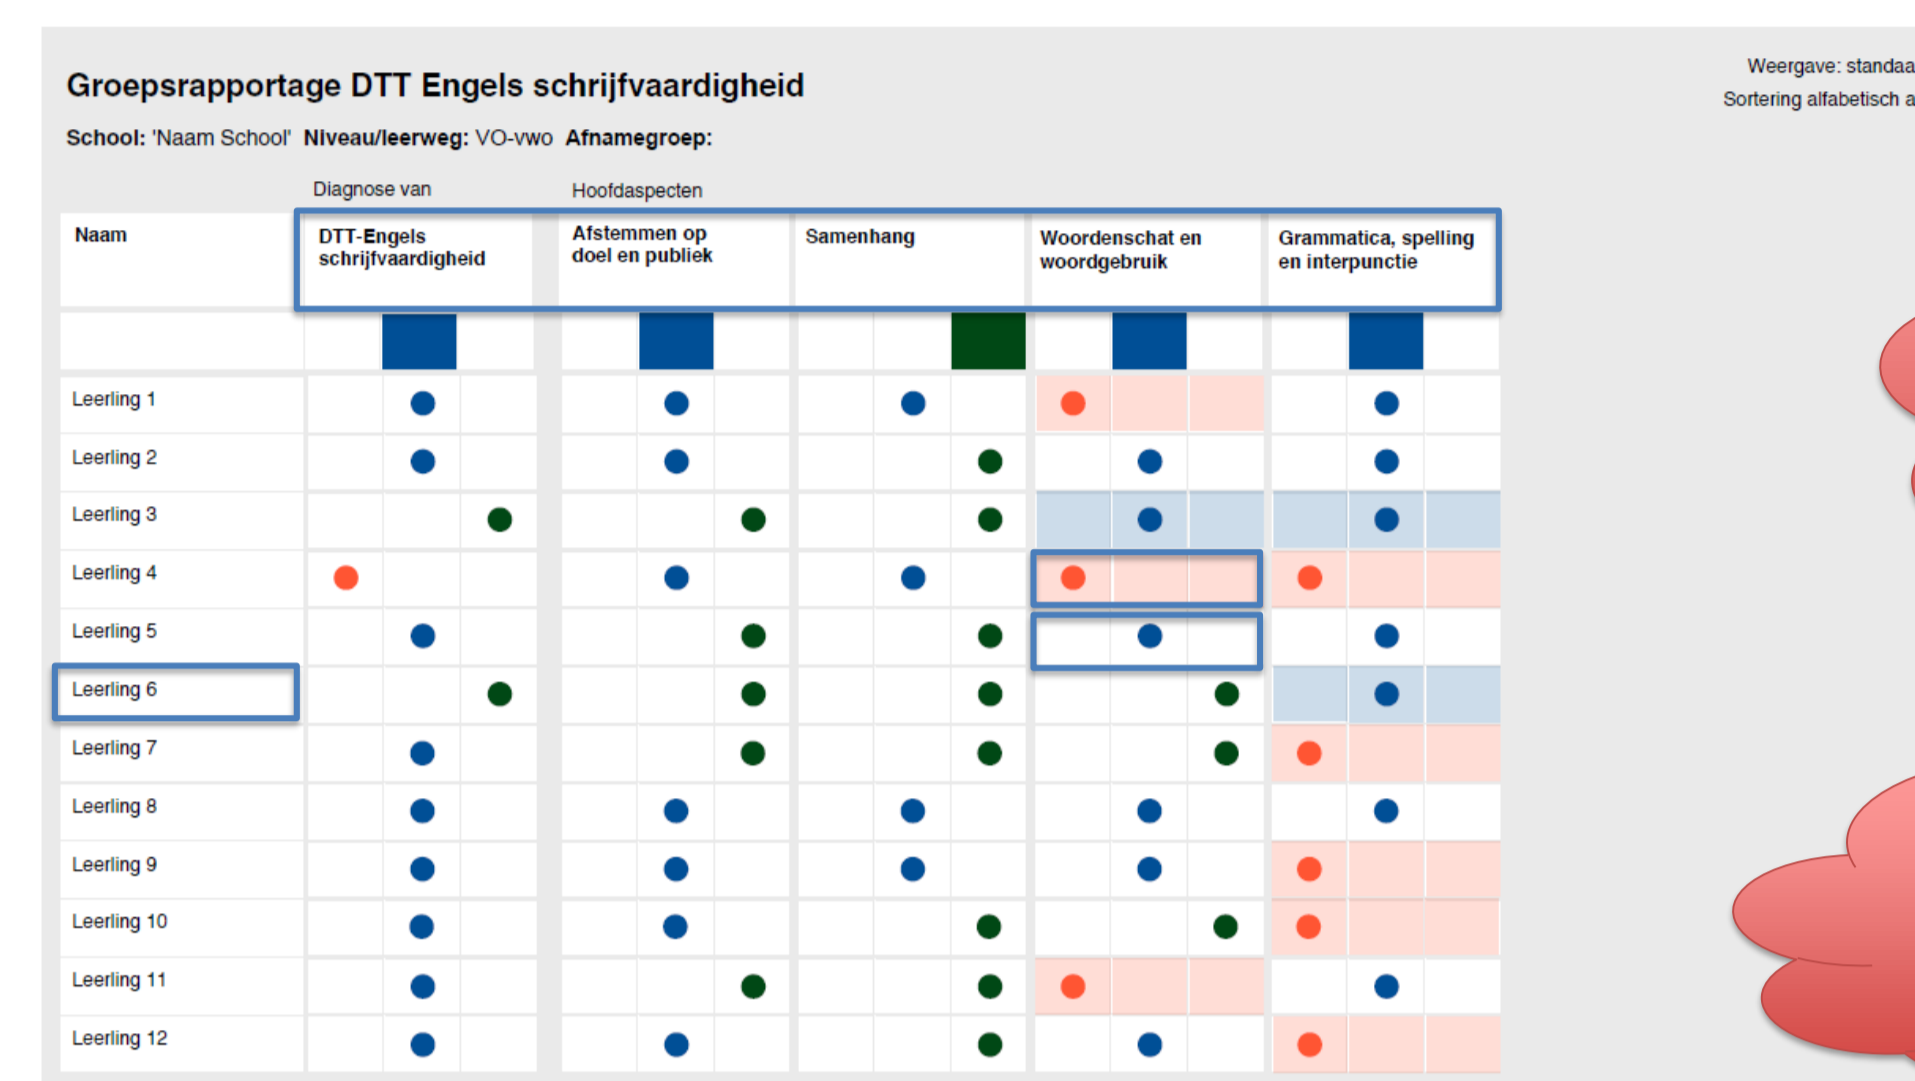 Weergave: standaa
Groepsrapportage DTT Engels schrijfvaardigheid
Sortering alfabetisch a
School: 'Naam School' Niveau/leerweg: VO-vwo Afnamegroep:
Diagnose van Hoofdaspecten
Naam
DTT-Engels
schrijfvaardigheid
Afstemmen op
doel en publiek
Samenhang
Woordenschat en
woordgebruik
Grammatica, spelling
en interpunctie
Leerling 1
Leerling 2
Leerling 3
Leerling 4
Leerling 5
Leerling 6
Leerling 7
Leerling 8
Leerling 9
Leerling 10
Leerling 11
Leerling 12